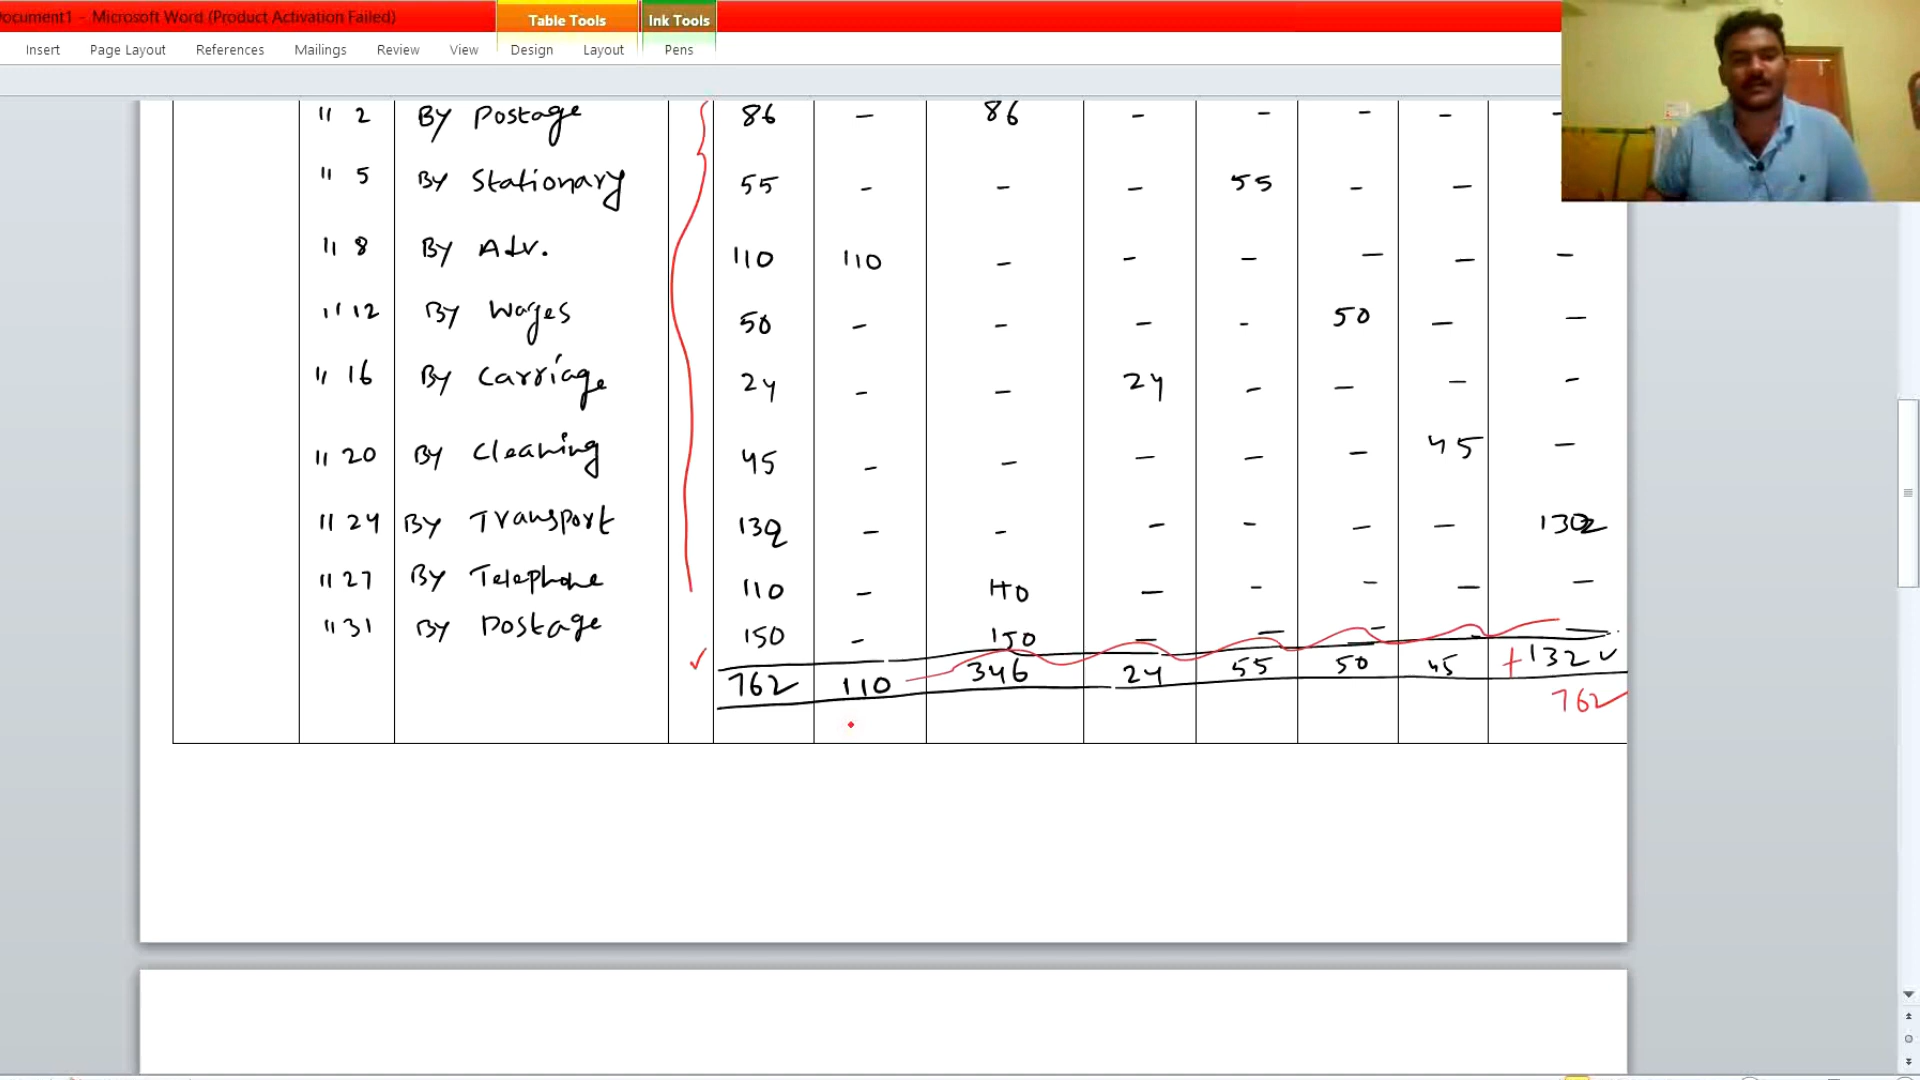 ocument1 - Microsoft Word (Product Activation Failed) Table Tools Ink Tools
Insert Page Layout References Mailings Review View Design Layout Pens
" 2 By Postage 86 - 86 - - - - -
" 5 By Stationary 55 - - - 55 - -
" 8 By Adv. 110 110 - - - - - -
" 12 By Wages 50 - - - - 50 - -
" 16 By Carriage 24 - - 24 - - - -
" 20 By Cleaning 45 - - - - - 45 -
" 24 By Transport 132 - - - - - - 132
" 27 By Telephone 110 - 110 - - - - -
" 31 By Postage 150 - 150 - - - - -
✓ 762 110 346 24 55 50 45 + 132 ✓
762